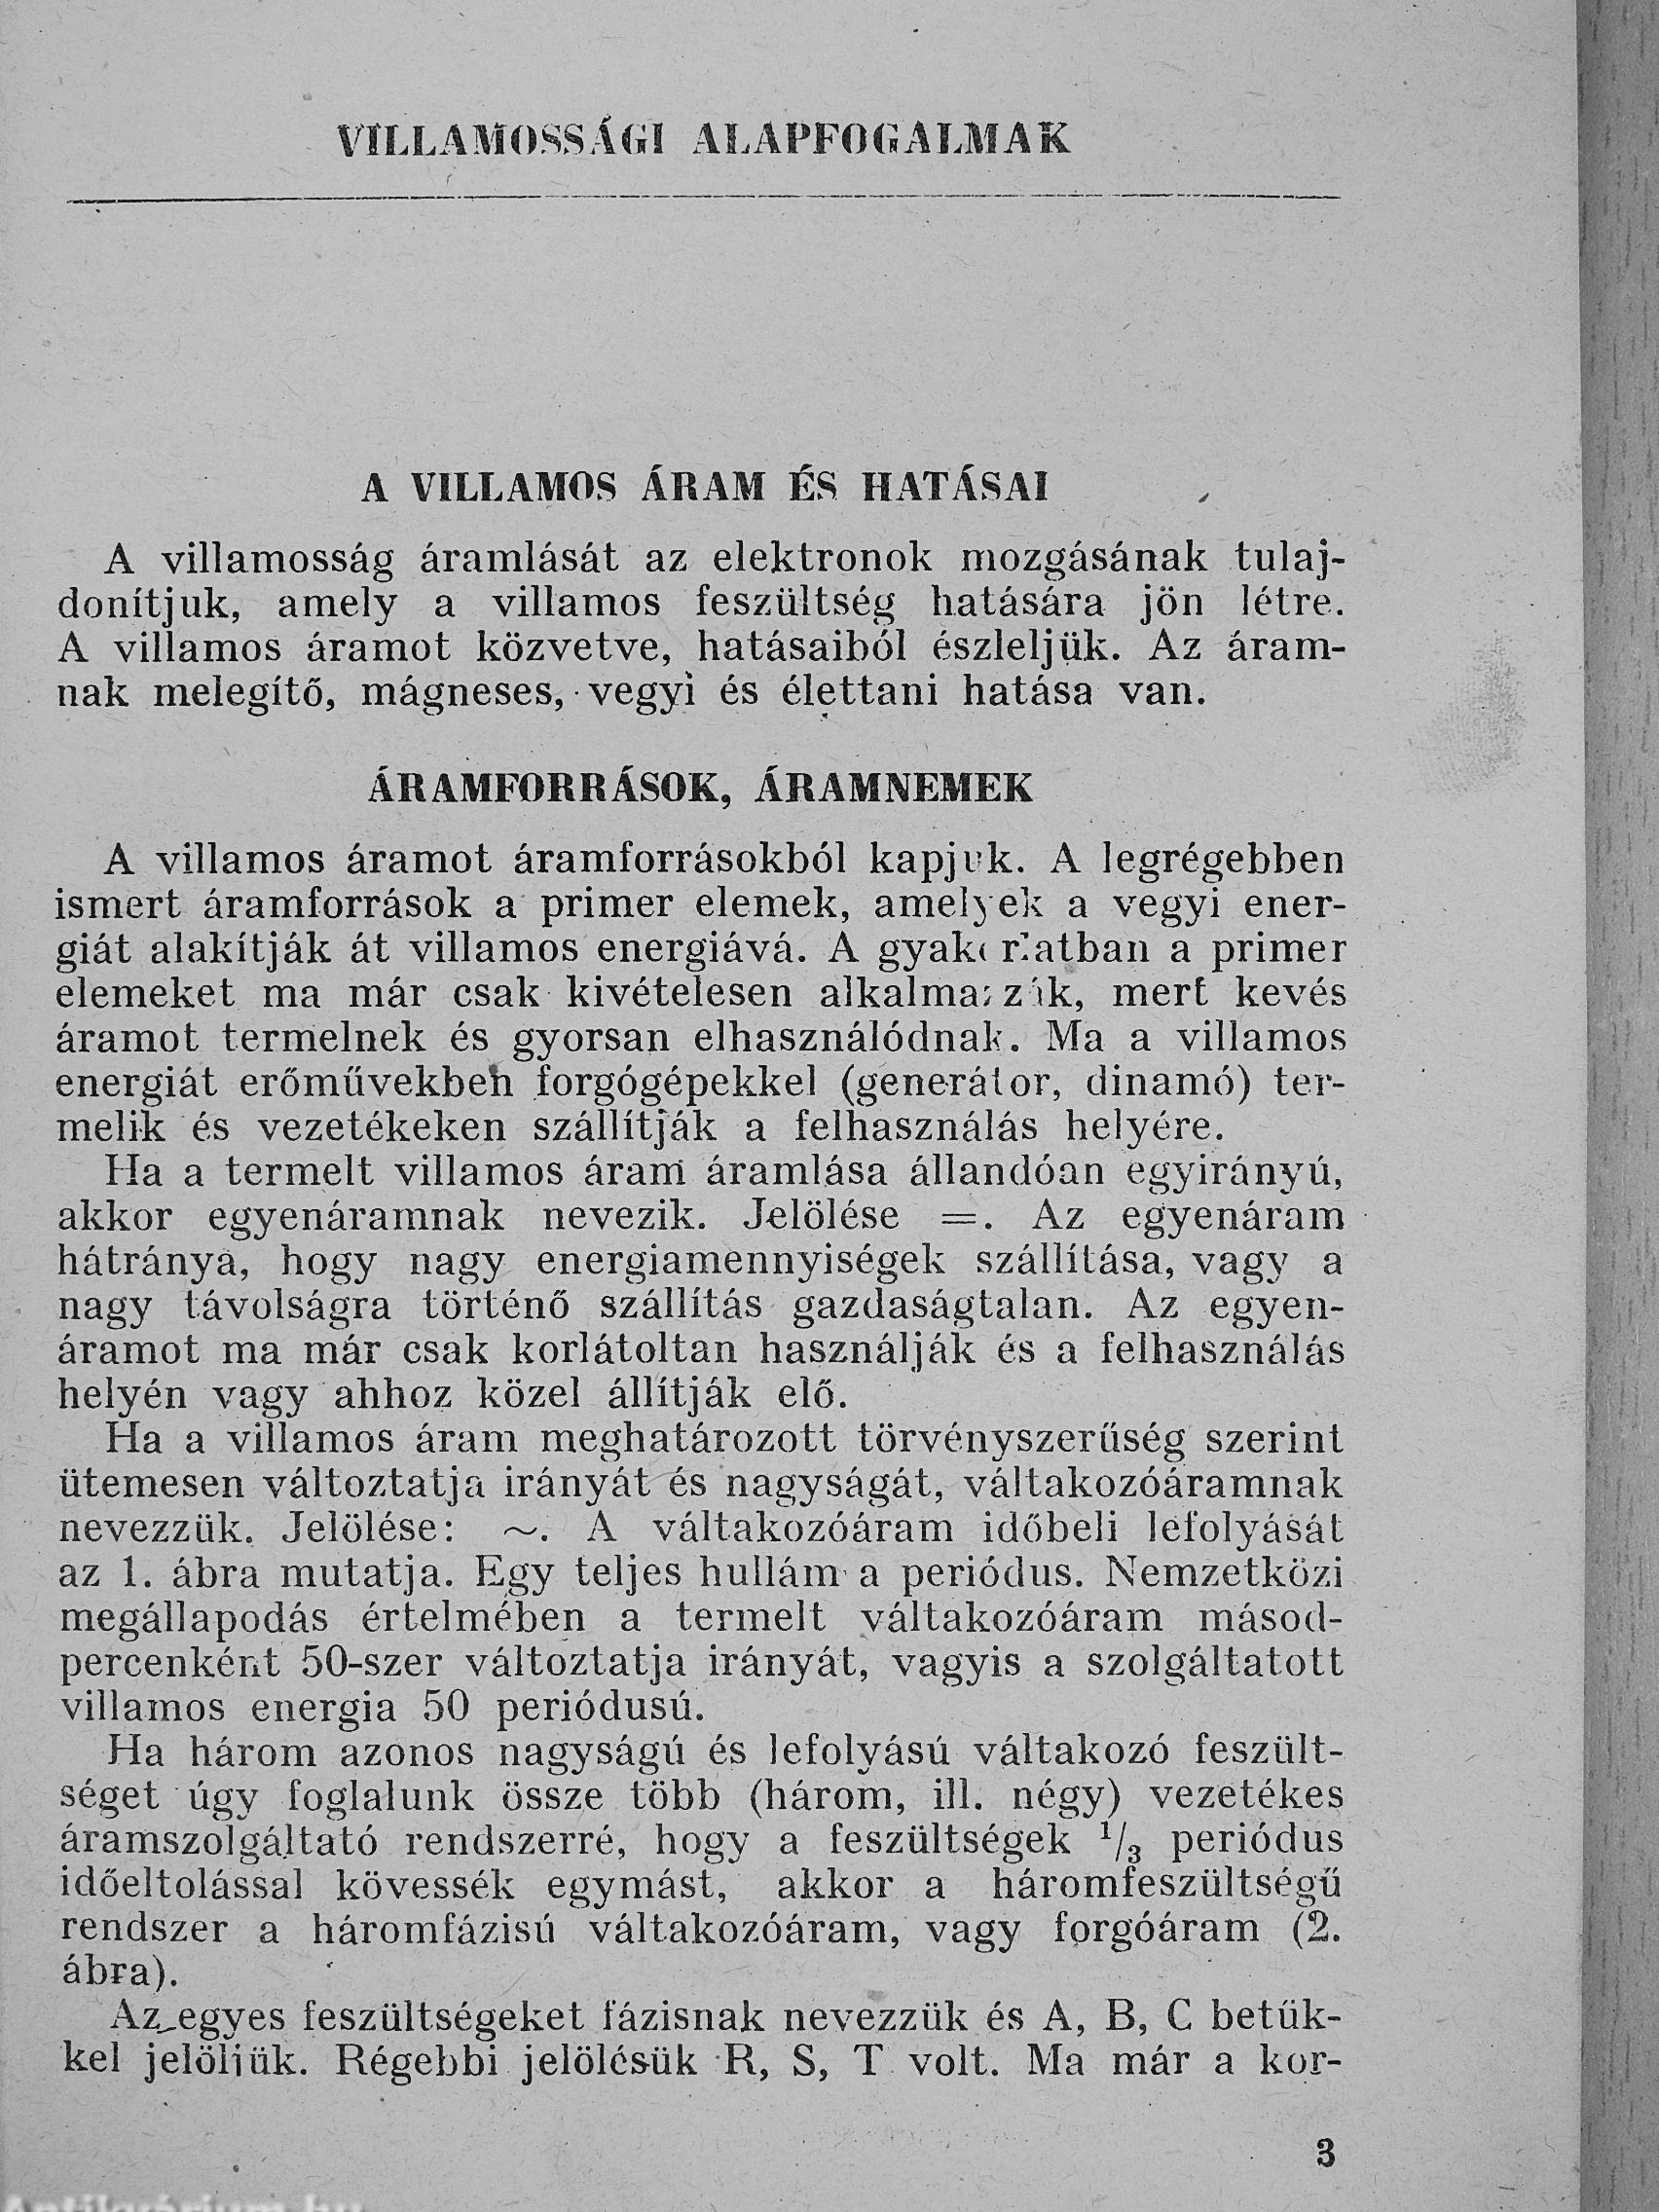 VILLAMOSSÁGI ALAPFOGALMAK
A VILLAMOS ÁRAM ÉS HATÁSAI
A villamosság áramlását az elektronok mozgásának tulaj-
donítjuk, amely a villamos feszültség hatására jön létre.
A villamos áramot közvetve, hatásaiból észleljük. Az áram-
nak melegítő, mágneses, vegyi és élettani hatása van.
ÁRAMFORRÁSOK, ÁRAMNEMEK
A villamos áramot áramforrásokból kapjuk. A legrégebben
ismert áramforrások a primer elemek, amelyek a vegyi ener-
giát alakítják át villamos energiává. A gyakorlatban a primer
elemeket ma már csak kivételesen alkalmazzák, mert kevés
áramot termelnek és gyorsan elhasználódnak. Ma a villamos
energiát erőművekben forgógépekkel (generátor, dinamó) ter-
melik és vezetékeken szállítják a felhasználás helyére.
Ha a termelt villamos áram áramlása állandóan egyirányú,
akkor egyenáramnak nevezik. Jelölése =. Az egyenáram
hátránya, hogy nagy energiamennyiségek szállítása, vagy a
nagy távolságra történő szállítás gazdaságtalan. Az egyen-
áramot ma már csak korlátoltan használják és a felhasználás
helyén vagy ahhoz közel állítják elő.
Ha a villamos áram meghatározott törvényszerűség szerint
ütemesen változtatja irányát és nagyságát, váltakozóáramnak
nevezzük. Jelölése: ~. A váltakozóáram időbeli lefolyását
az 1. ábra mutatja. Egy teljes hullám a periódus. Nemzetközi
megállapodás értelmében a termelt váltakozóáram másod-
percenként 50-szer változtatja irányát, vagyis a szolgáltatott
villamos energia 50 periódusú.
Ha három azonos nagyságú és lefolyású váltakozó feszült-
séget úgy foglalunk össze több (három, ill. négy) vezetékes
áramszolgáltató rendszerré, hogy a feszültségek 1/3 periódus
időeltolással kövessék egymást, akkor a háromfeszültségű
rendszer a háromfázisú váltakozóáram, vagy forgóáram (2.
ábra).
Az egyes feszültségeket fázisnak nevezzük és A, B, C betűk-
kel jelöljük. Régebbi jelölésük R, S, T volt. Ma már a kor-
3
Antikvárium.hu